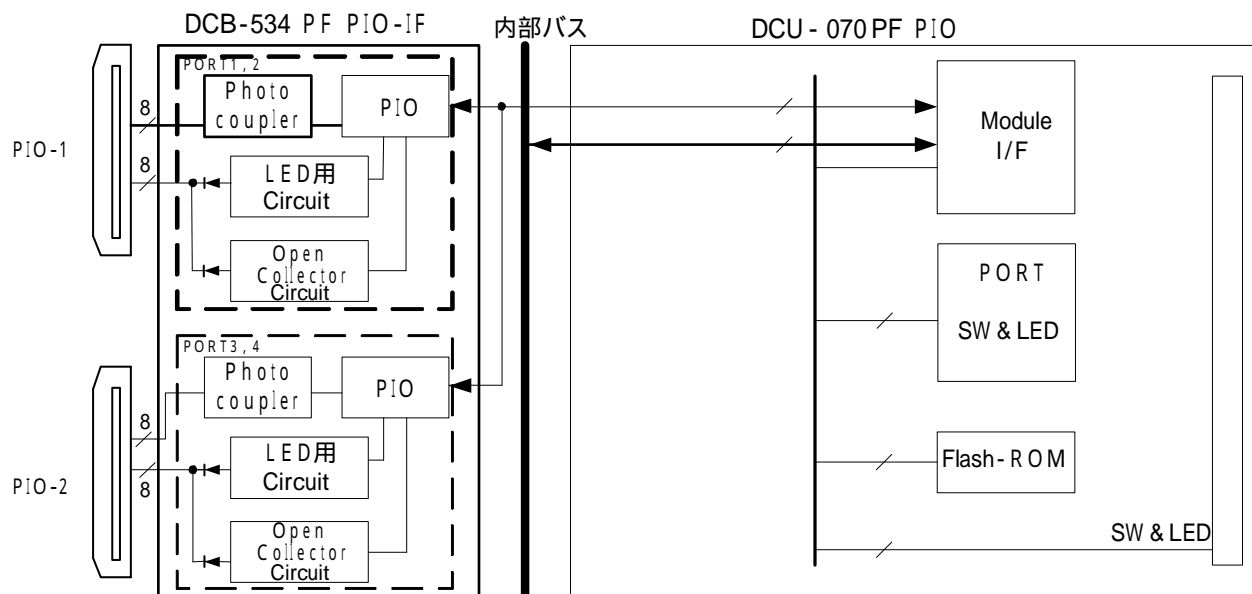 DCB-534 PF PIO-IF
内部バス
DCU-070PF PIO
PORT1,2
Photo
coupler
PIO
8
PIO-1
8
LED用
Circuit
Open
Collector
Circuit
Module
I/F
PORT
SW & LED
PORT3,4
Photo
coupler
PIO
8
PIO-2
8
LED用
Circuit
Open
Collector
Circuit
Flash-ROM
SW & LED